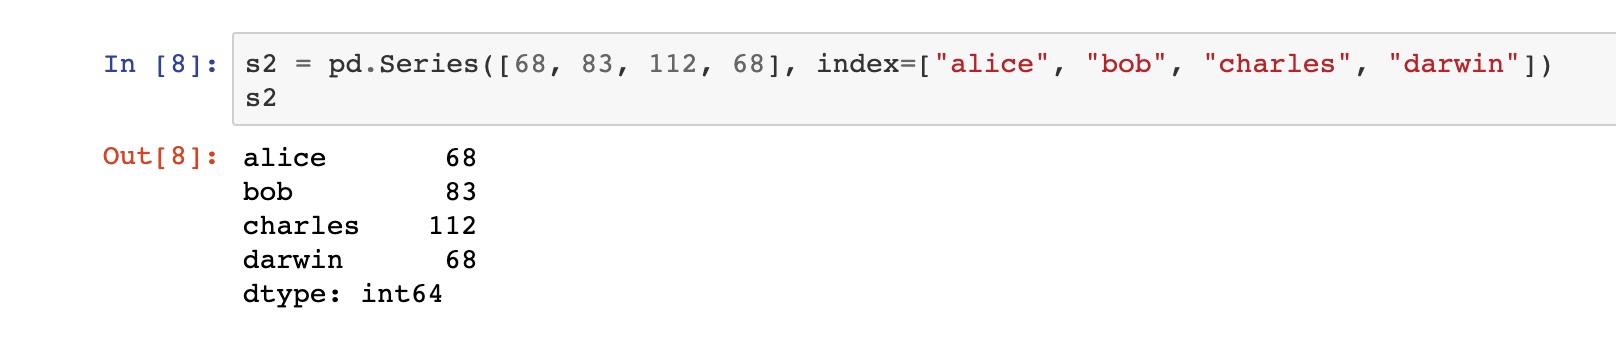 In [8]: s2 = pd.Series([68, 83, 112, 68], index=["alice", "bob", "charles", "darwin"])
s2
Out[8]: alice       68
bob         83
charles    112
darwin      68
dtype: int64